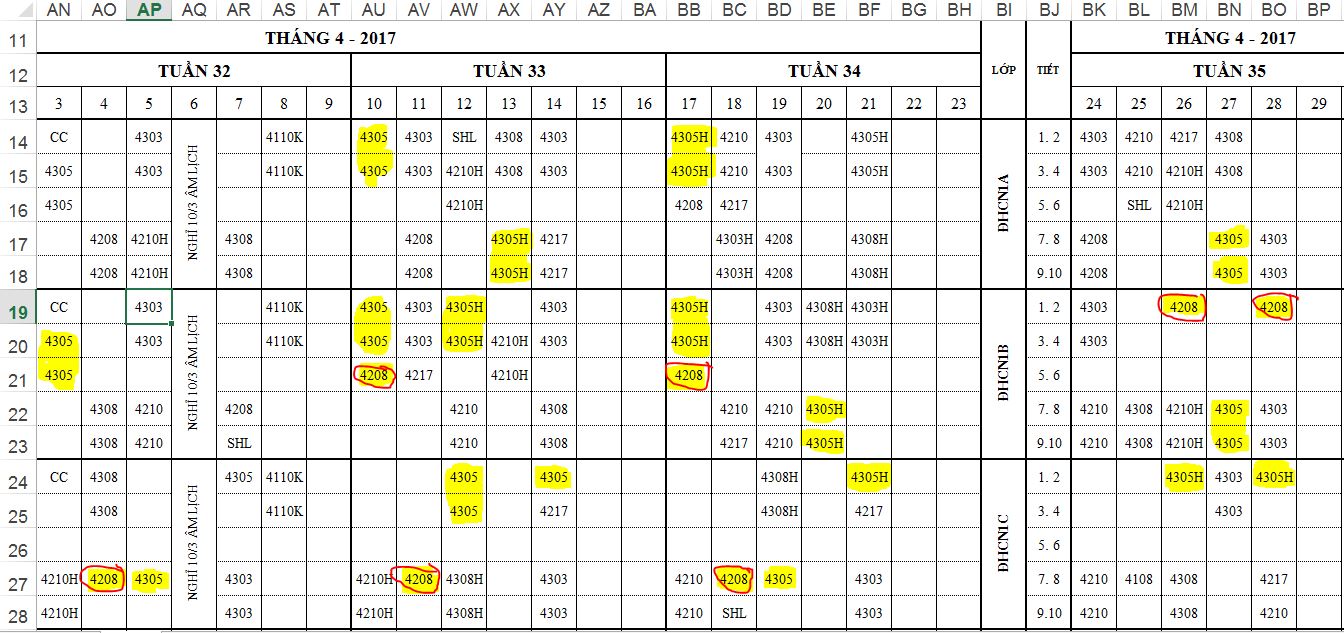 AN AO AP AQ AR AS AT AU AV AW AX AY AZ BA BB BC BD BE BF BG BH BI BJ BK BL BM BN BO BP
11 THÁNG 4 - 2017 LỚP TIẾT THÁNG 4 - 2017
12 TUẦN 32 TUẦN 33 TUẦN 34 TUẦN 35
13 3 4 5 6 7 8 9 10 11 12 13 14 15 16 17 18 19 20 21 22 23 24 25 26 27 28 29
14 CC 4303 NGHỈ 10/3 ÂM LỊCH 4110K 4305 4303 SHL 4308 4303 4305H 4210 4303 4305H ĐHCN1A 1. 2 4303 4210 4217 4308
15 4305 4303 4110K 4305 4303 4210H 4308 4303 4305H 4210 4303 4305H 3. 4 4303 4210 4210H 4308
16 4305 4210H 4208 4217 5. 6 SHL 4210H
17 4208 4210H 4308 4208 4305H 4217 4303H 4208 4308H 7. 8 4208 4305 4303
18 4208 4210H 4308 4208 4305H 4217 4303H 4208 4308H 9.10 4208 4305 4303
19 CC 4303 NGHỈ 10/3 ÂM LỊCH 4110K 4305 4303 4305H 4303 4305H 4303 4308H 4303H ĐHCN1B 1. 2 4303 4208 4208
20 4305 4303 4110K 4305 4303 4305H 4210H 4303 4305H 4303 4308H 4303H 3. 4 4303
21 4305 4208 4217 4210H 4208 5. 6
22 4308 4210 4208 4210 4308 4210 4210 4305H 7. 8 4210 4308 4210H 4305 4303
23 4308 4210 SHL 4210 4308 4217 4210 4305H 9.10 4210 4308 4210H 4305 4303
24 CC 4308 NGHỈ 10/3 ÂM LỊCH 4305 4110K 4305 4305 4308H 4305H ĐHCN1C 1. 2 4305H 4303 4305H
25 4308 4110K 4305 4217 4308H 4217 3. 4 4303
26 5. 6
27 4210H 4208 4305 4303 4210H 4208 4308H 4303 4210 4208 4305 4303 7. 8 4210 4108 4308 4217
28 4210H 4303 4210H 4308H 4303 4210 SHL 4303 9.10 4210 4308 4210